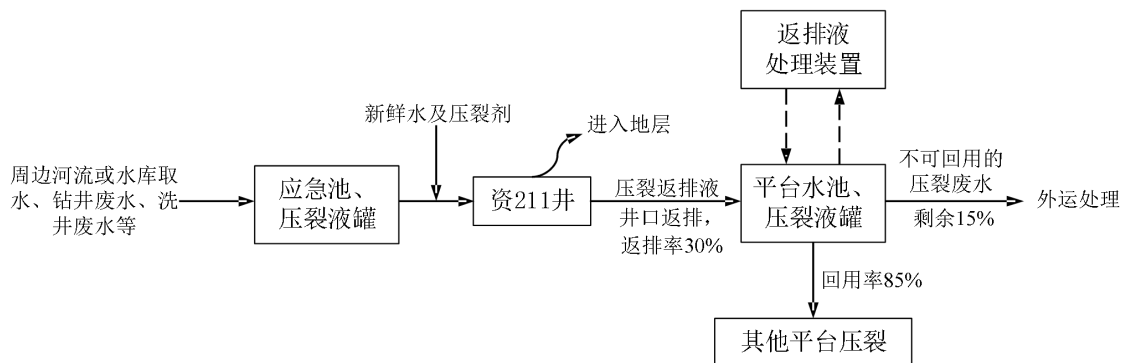 返排液
处理装置
新鲜水及压裂剂
进入地层
周边河流或水库取
水、钻井废水、洗
井废水等
应急池、
压裂液罐
资211井
压裂返排液
井口返排，
返排率30%
平台水池、
压裂液罐
不可回用的
压裂废水
剩余15%
外运处理
回用率85%
其他平台压裂